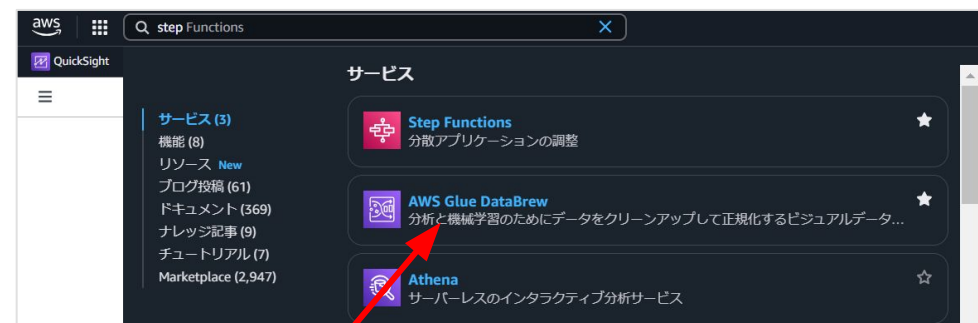 aws
step Functions
QuickSight
サービス
サービス (3)
機能 (8)
リソース New
ブログ投稿 (61)
ドキュメント (369)
ナレッジ記事 (9)
チュートリアル (7)
Marketplace (2,947)
Step Functions
分散アプリケーションの調整
AWS Glue DataBrew
分析と機械学習のためにデータをクリーンアップして正規化するビジュアルデータ...
Athena
サーバーレスのインタラクティブ分析サービス